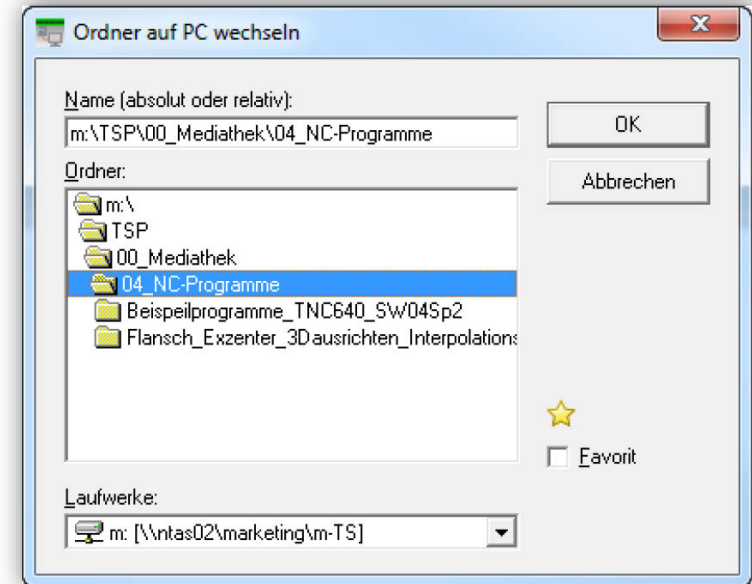 Ordner auf PC wechseln
Name (absolut oder relativ):
m:\TSP\00_Mediathek\04_NC-Programme
OK
Ordner:
Abbrechen
m:\
TSP
00_Mediathek
04_NC-Programme
Beispeilprogramme_TNC640_SW04Sp2
Flansch_Exzenter_3Dausrichten_Interpolations
Favorit
Laufwerke:
m: [\\ntas02\marketing\m-TS]